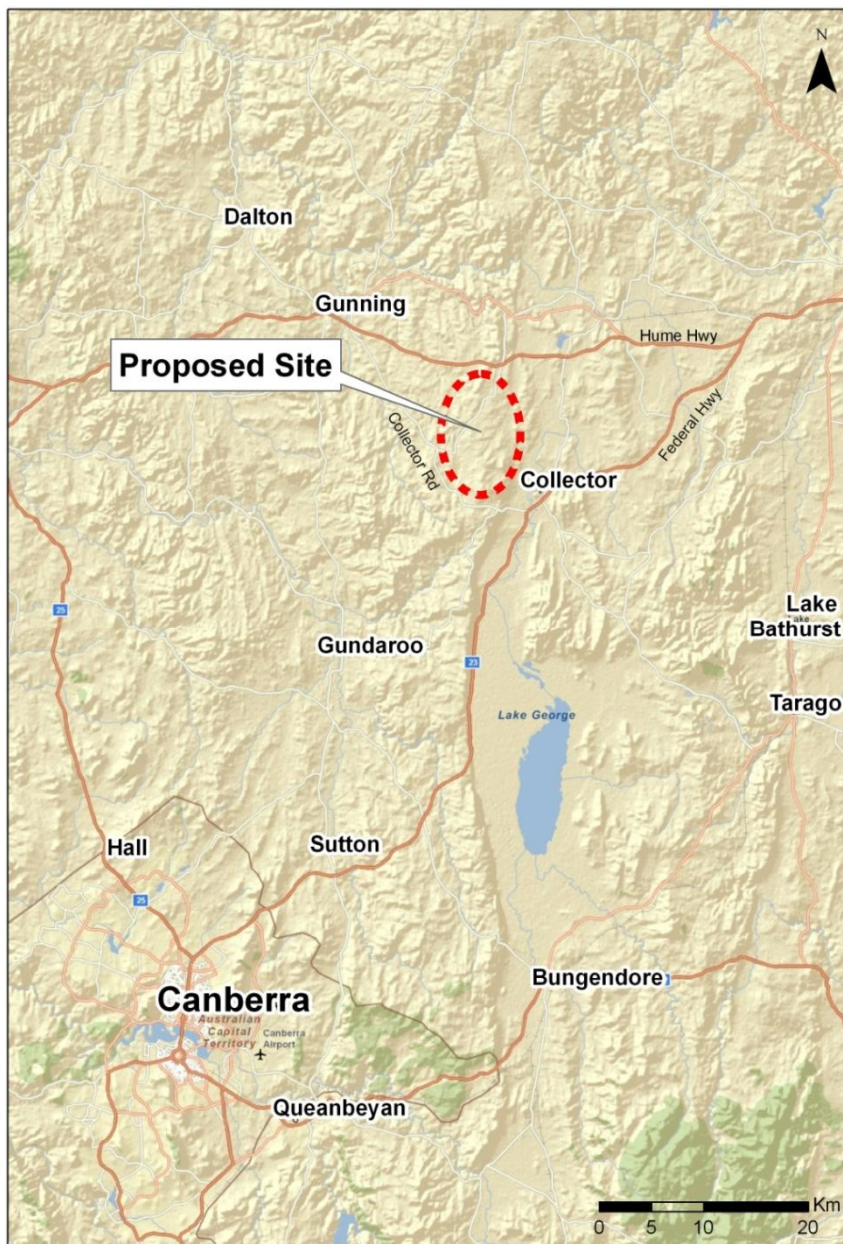 N
Dalton
Gunning
Hume Hwy
Proposed Site
Federal Hwy
Collector Rd
Collector
25
Lake
Bathurst
Gundaroo
23
Tarago
Lake George
Hall
Sutton
25
Bungendore
Canberra
Australian
Capital
Territory
Canberra
Airport
Queanbeyan
Km
0 5 10 20